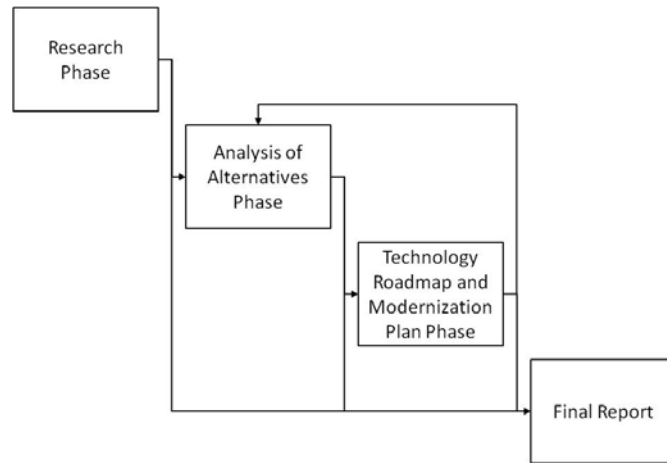 Research
Phase
Analysis of
Alternatives
Phase
Technology
Roadmap and
Modernization
Plan Phase
Final Report